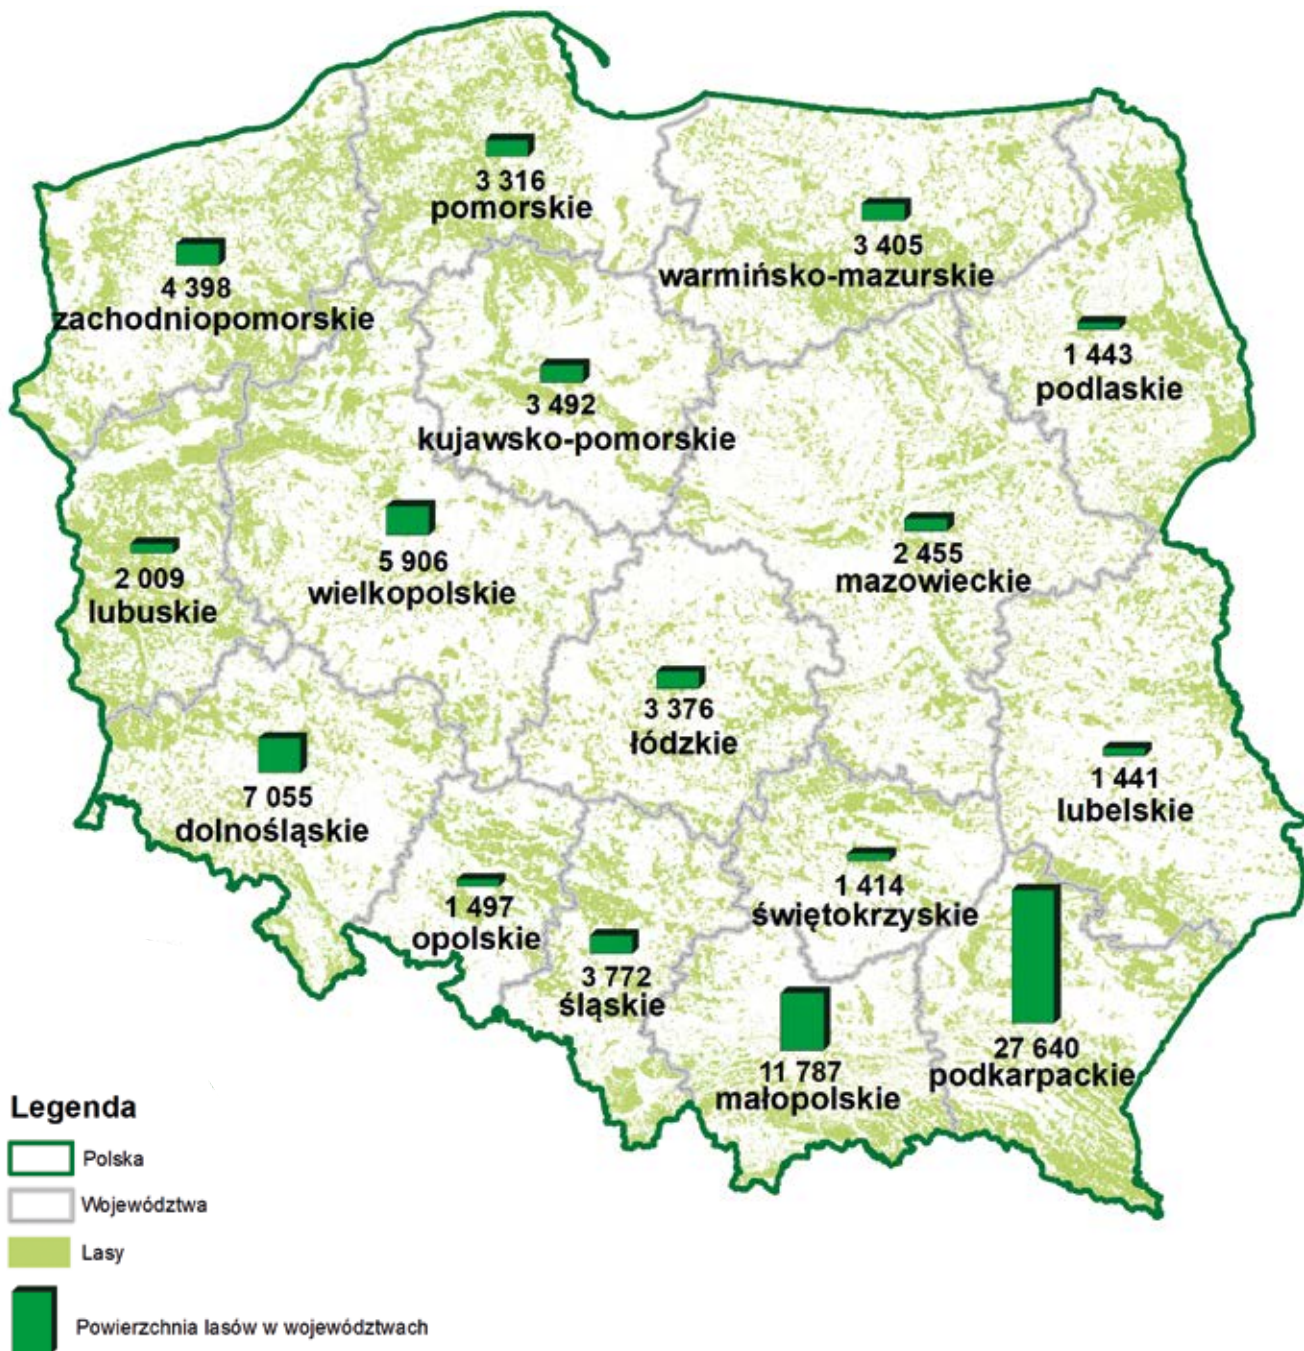 3 316
pomorskie
3 405
warmińsko-mazurskie
4 398
zachodniopomorskie
1 443
podlaskie
3 492
kujawsko-pomorskie
5 906
wielkopolskie
2 455
mazowieckie
2 009
lubuskie
3 376
łódzkie
7 055
dolnośląskie
1 441
lubelskie
1 414
świętokrzyskie
1 497
opolskie
3 772
śląskie
27 640
podkarpackie
11 787
małopolskie
Legenda
Polska
Województwa
Lasy
Powierzchnia lasów w województwach